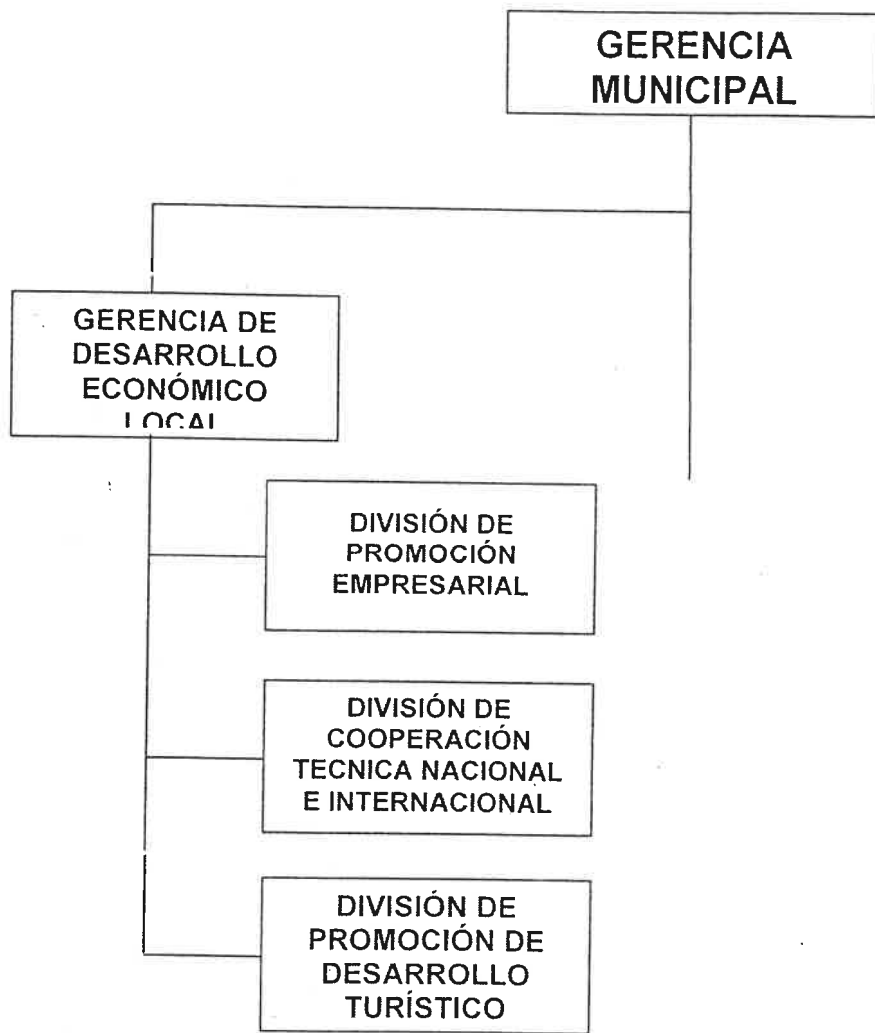 GERENCIA
MUNICIPAL
GERENCIA DE
DESARROLLO
ECONÓMICO
LOCAL
DIVISIÓN DE
PROMOCIÓN
EMPRESARIAL
DIVISIÓN DE
COOPERACIÓN
TECNICA NACIONAL
E INTERNACIONAL
DIVISIÓN DE
PROMOCIÓN DE
DESARROLLO
TURÍSTICO